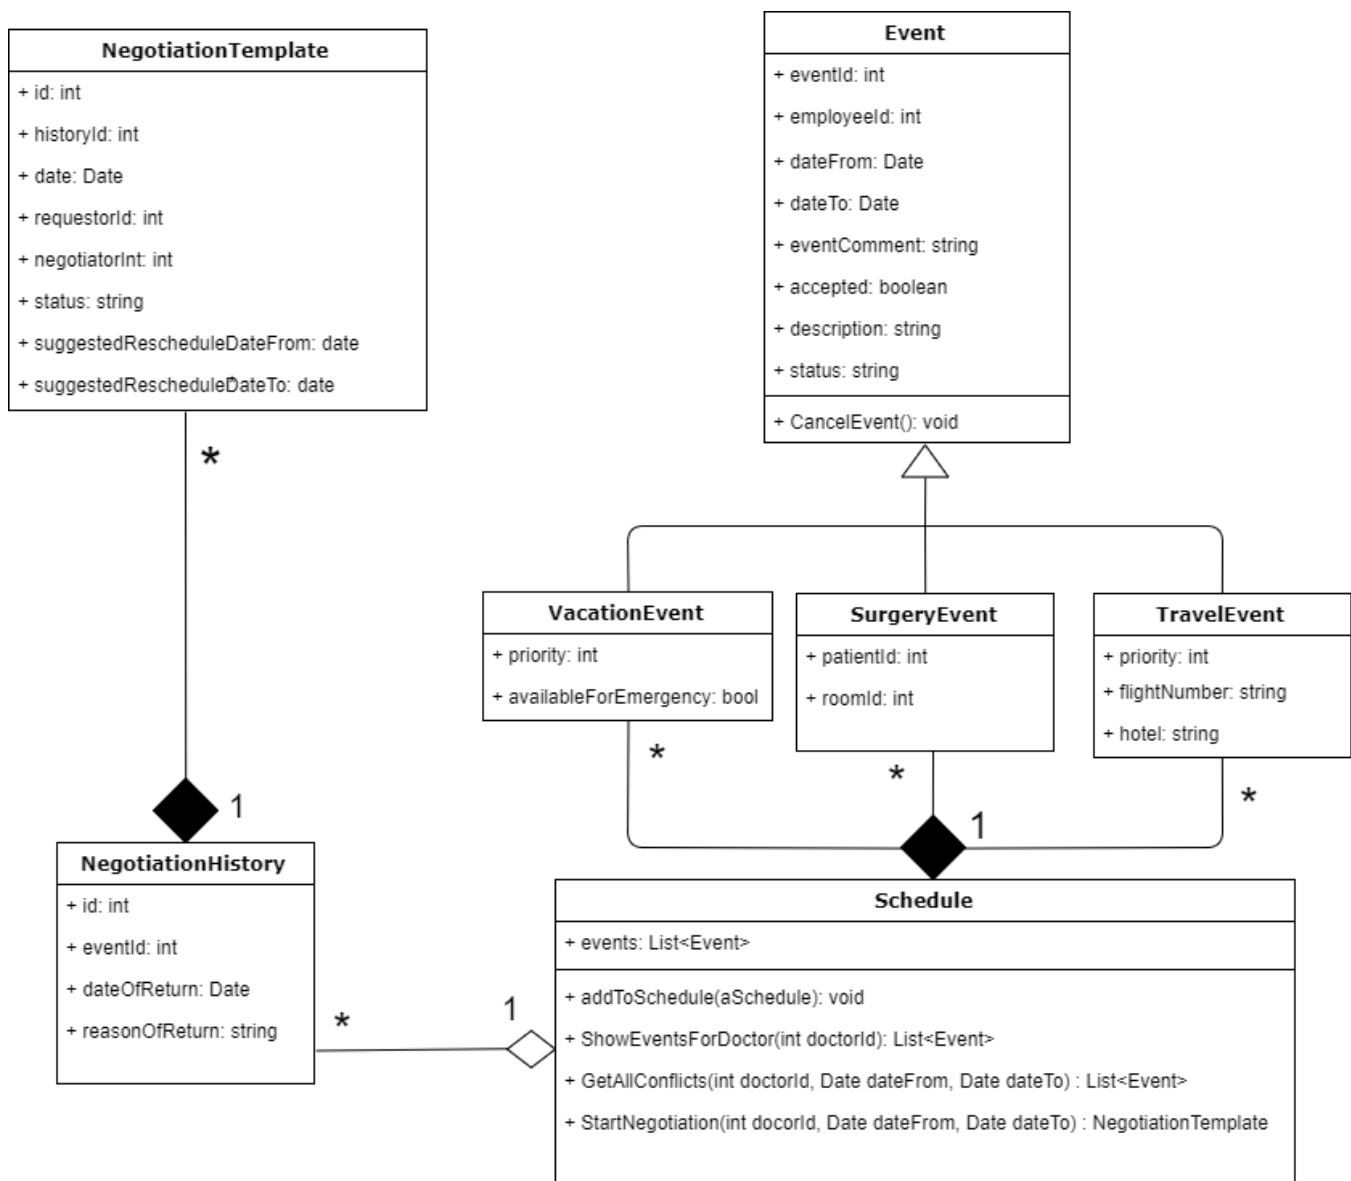 NegotiationTemplate
+ id: int
+ historyId: int
+ date: Date
+ requestorId: int
+ negotiatorInt: int
+ status: string
+ suggestedRescheduleDateFrom: date
+ suggestedRescheduleDateTo: date
*
1
Event
+ eventId: int
+ employeeId: int
+ dateFrom: Date
+ dateTo: Date
+ eventComment: string
+ accepted: boolean
+ description: string
+ status: string
+ CancelEvent(): void
VacationEvent
+ priority: int
+ availableForEmergency: bool
*
SurgeryEvent
+ patientId: int
+ roomId: int
*
TravelEvent
+ priority: int
+ flightNumber: string
+ hotel: string
*
1
NegotiationHistory
+ id: int
+ eventId: int
+ dateOfReturn: Date
+ reasonOfReturn: string
*
1
Schedule
+ events: List<Event>
+ addToSchedule(aSchedule): void
+ ShowEventsForDoctor(int doctorId): List<Event>
+ GetAllConflicts(int doctorId, Date dateFrom, Date dateTo) : List<Event>
+ StartNegotiation(int docorId, Date dateFrom, Date dateTo) : NegotiationTemplate